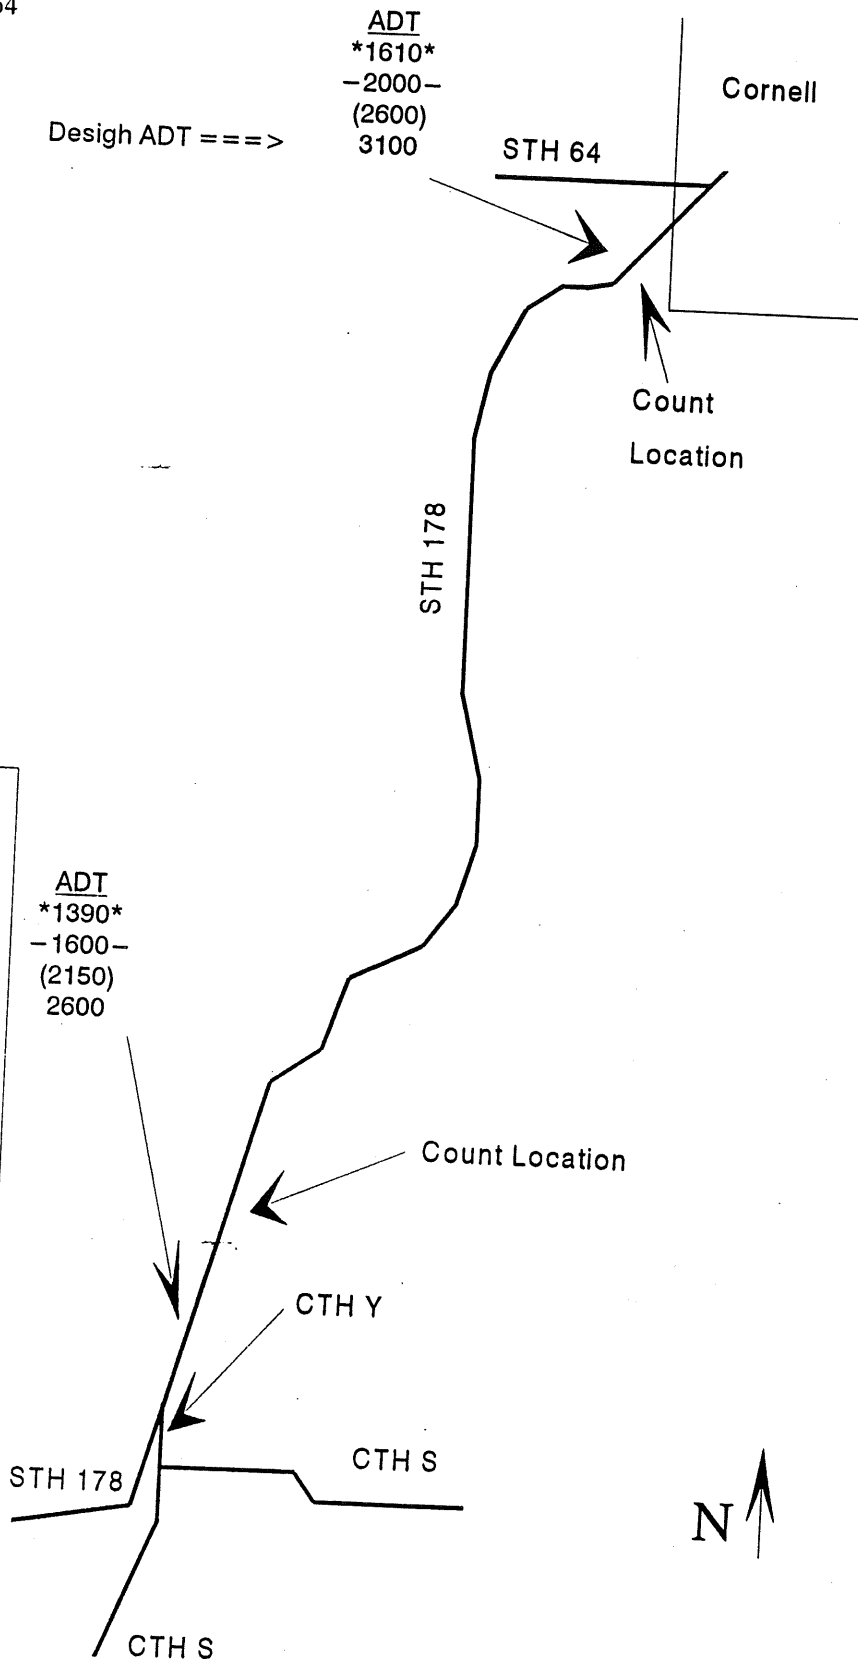 64
ADT
*1610*
-2000-
(2600)
Desigh ADT ===> 3100
Cornell
STH 64
Count
Location
STH 178
ADT
*1390*
-1600-
(2150)
2600
Count Location
CTH Y
CTH S
STH 178
N
CTH S